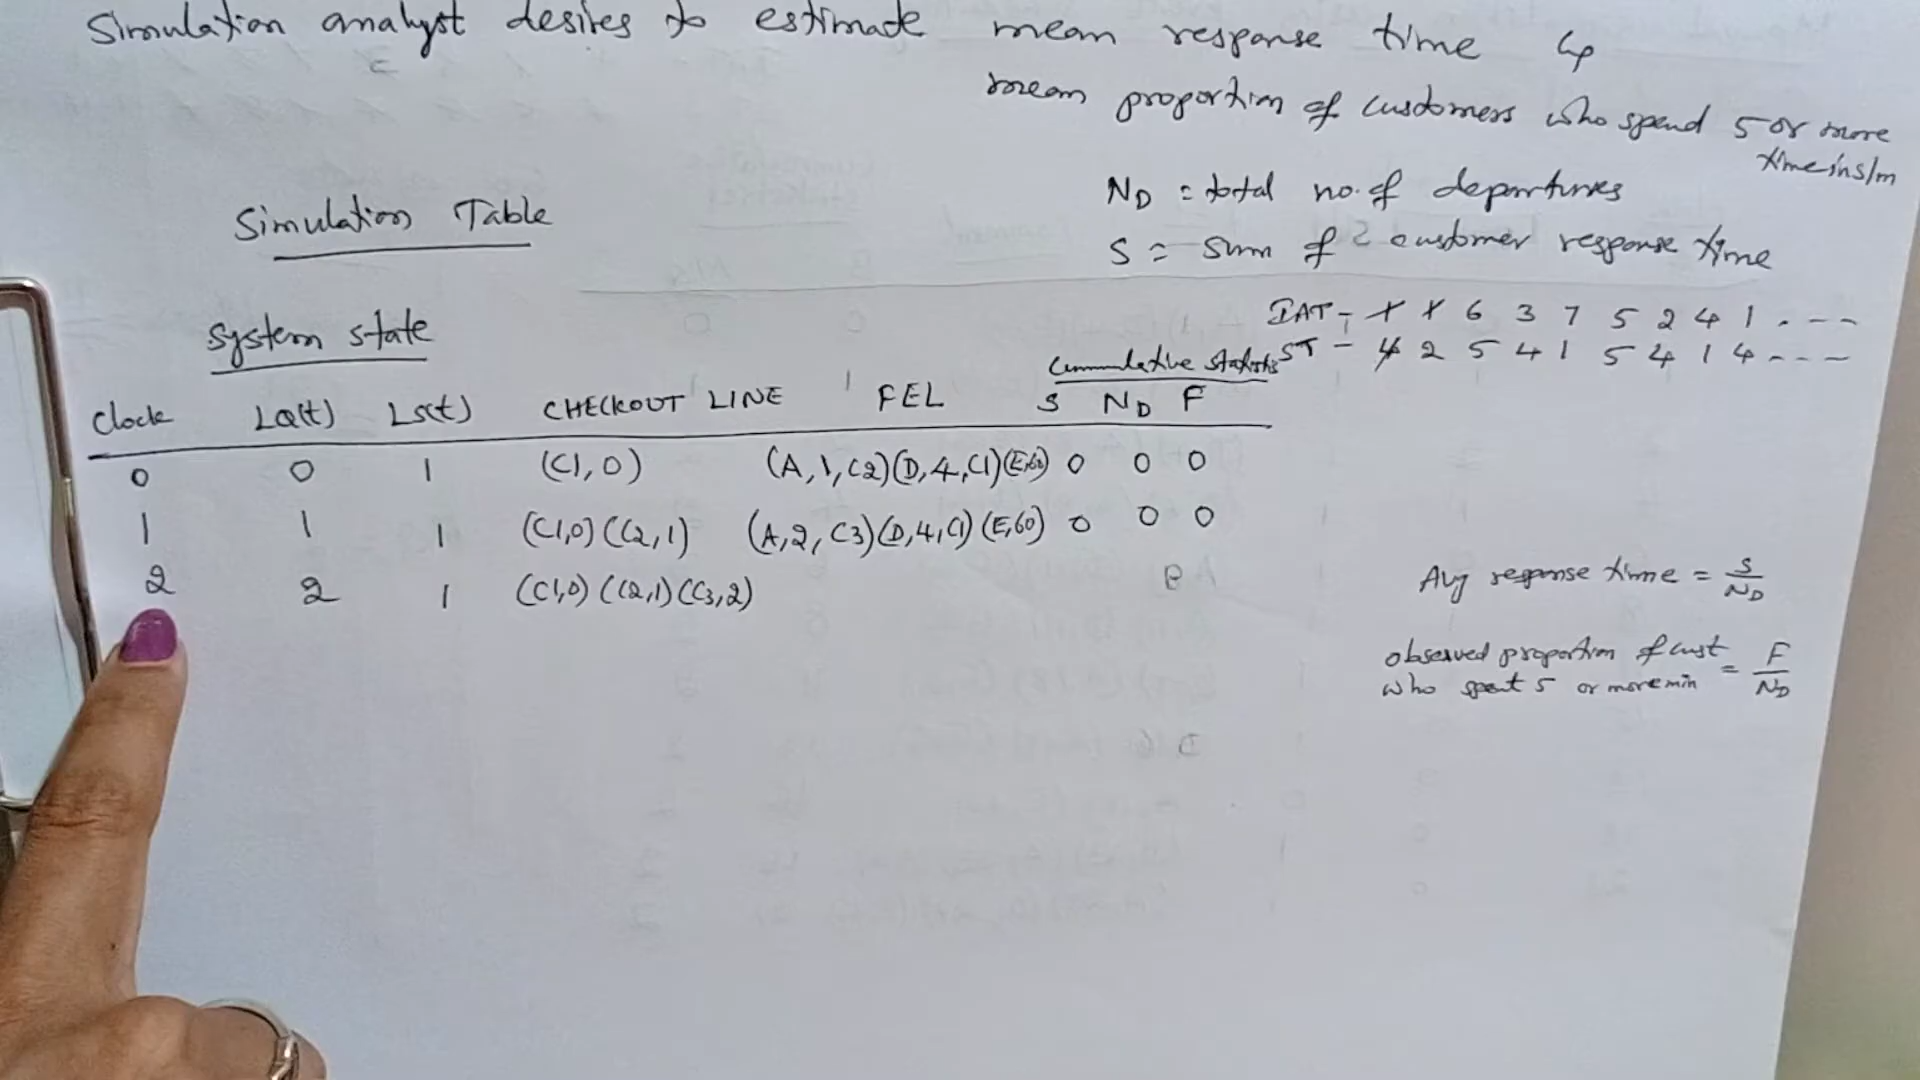 Simulation analyst desires to estimate mean response time &
mean proportion of customers who spend 5 or more
time in s/m
ND = total no. of departures
S = sum of customer response time
Simulation Table
IAT - 1 1 6 3 7 5 2 4 1 . - -
ST - 4 2 5 4 1 5 4 1 4 - - -
System state
Cummulative
Clock LQ(t) LS(t) CHECKOUT LINE FEL S ND F
0 0 1 (C1,0) (A,1,C2)(D,4,C1)(E,60) 0 0 0
1 1 1 (C1,0)(C2,1) (A,2,C3)(D,4,C1)(E,60) 0 0 0
2 2 1 (C1,0)(C2,1)(C3,2)
Avg response time = S/ND
observed proportion of cust
who spent 5 or more min = F/ND